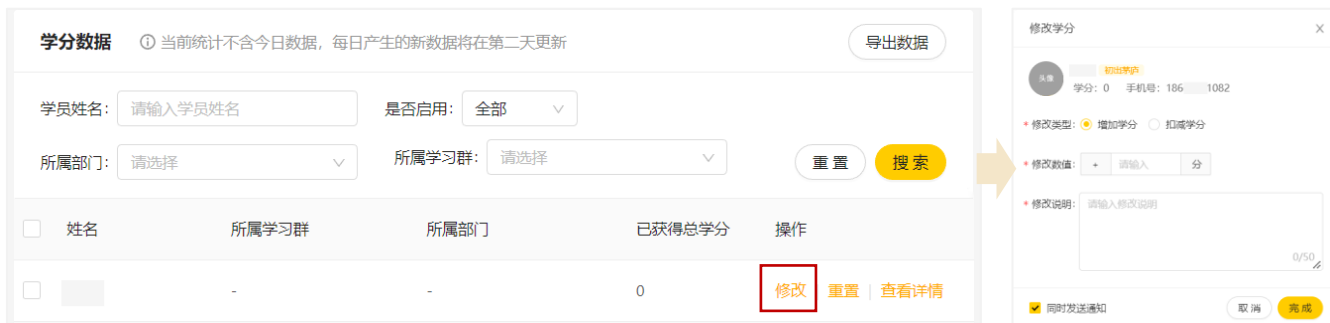 学分数据 当前统计不含今日数据，每日产生的新数据将在第二天更新 导出数据
学员姓名： 请输入学员姓名 是否启用： 全部
所属部门： 请选择 所属学习群： 请选择 重置 搜索
姓名 所属学习群 所属部门 已获得总学分 操作
- - 0 修改 重置 | 查看详情
修改学分 X
头像 初出茅庐
学分：0 手机号：186 1082
* 修改类型： 增加学分 扣减学分
* 修改数值： + 请输入 分
* 修改说明： 请输入修改说明
0/50
同时发送通知 取消 完成